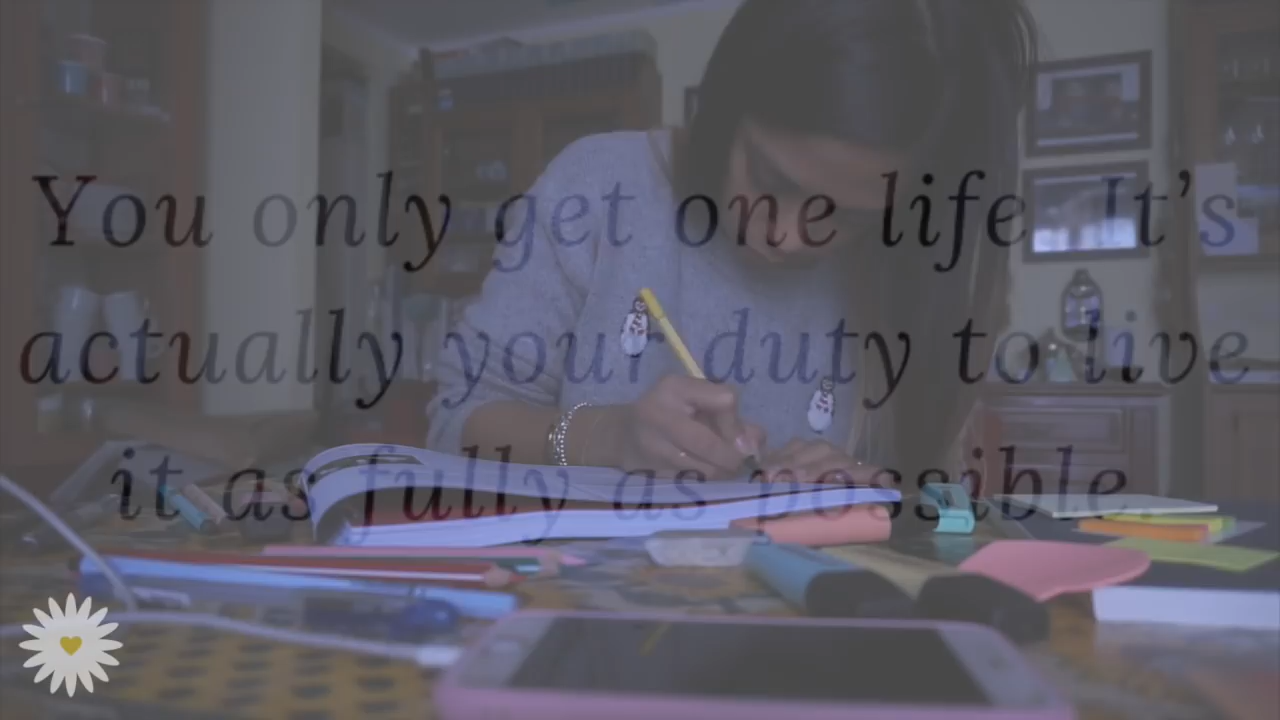 You only get one life. It's
actually your duty to live
it as fully as possible.